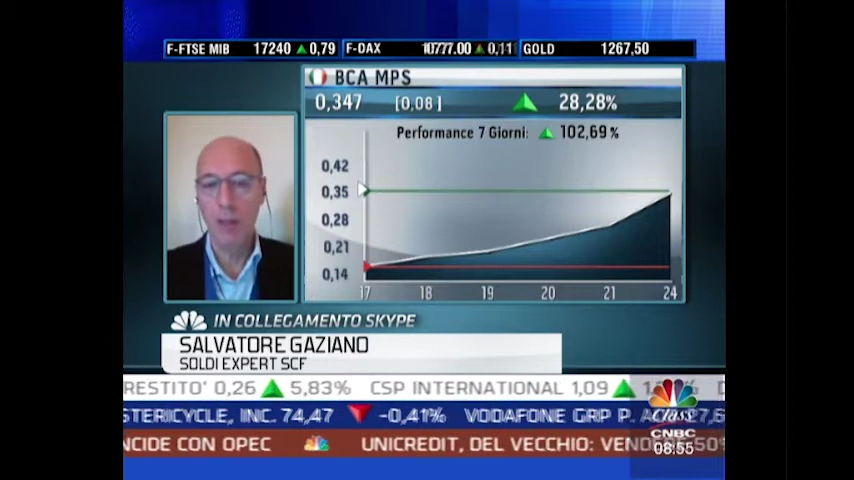 F-FTSE MIB 17240 0,79 F-DAX 10777.00 0,11 GOLD 1267,50
BCA MPS
0,347 [0,08] 28,28%
Performance 7 Giorni: 102,69%
0,42
0,35
0,28
0,21
0,14
17 18 19 20 21 24
IN COLLEGAMENTO SKYPE
SALVATORE GAZIANO
SOLDI EXPERT SCF
RESTITO' 0,26 5,83% CSP INTERNATIONAL 1,09
STERICYCLE, INC. 74,47 -0,41% VODAFONE GRP P.
NCIDE CON OPEC UNICREDIT, DEL VECCHIO: 50%
Class
CNBC
08:55